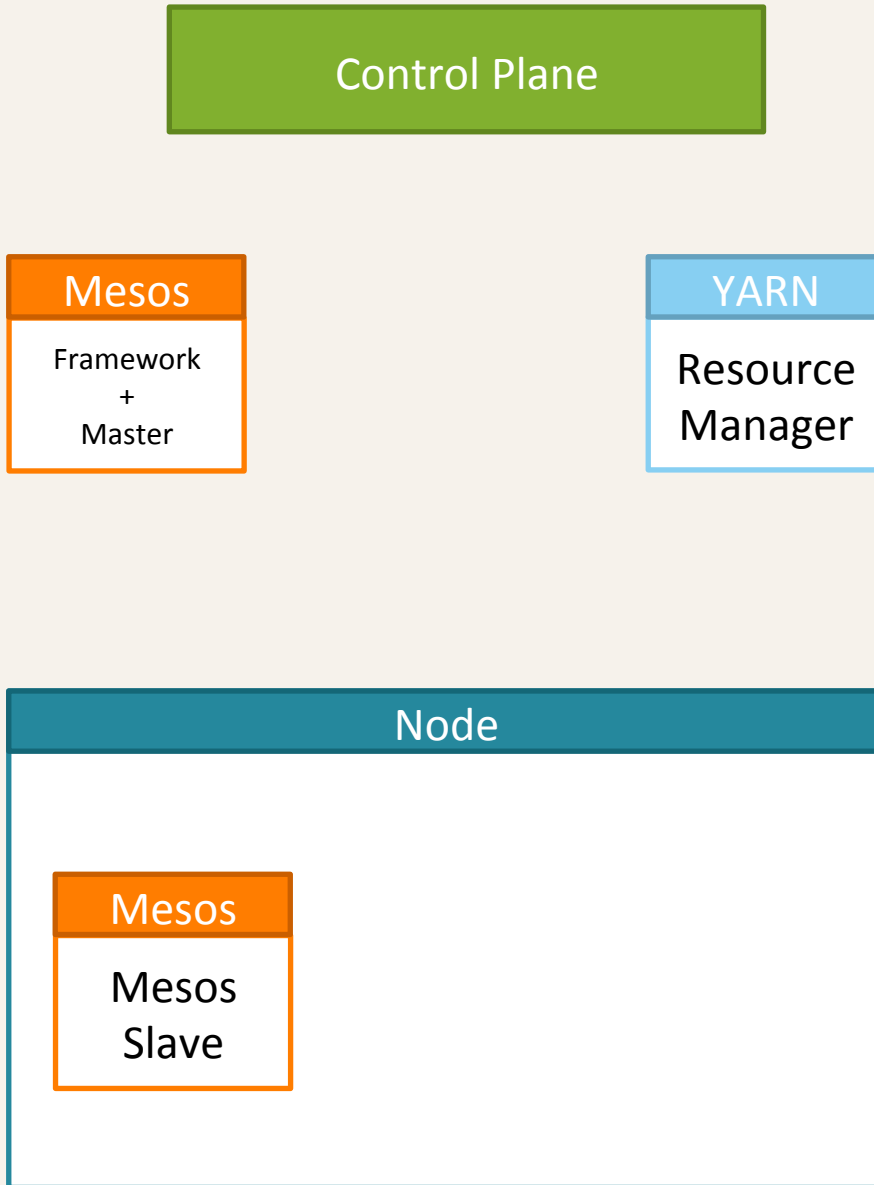 Control Plane
Mesos
Framework
+
Master
YARN
Resource
Manager
Node
Mesos
Mesos
Slave